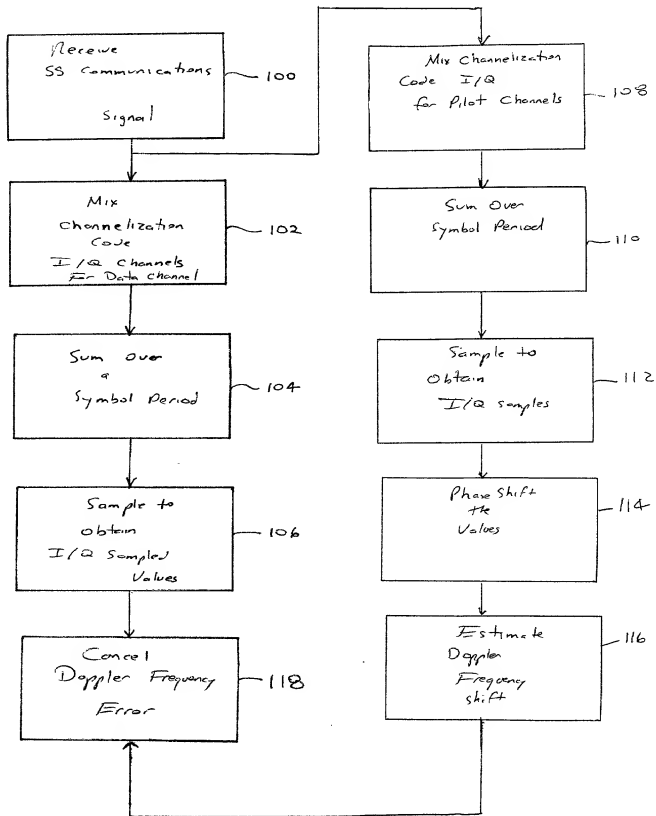 Receive
SS Communications
Signal
100
Mix
Channelization
Code
I/Q Channels
For Data Channel
102
Sum Over
a
Symbol Period
104
Sample to
obtain
I/Q Sampled
Values
106
Cancel
Doppler Frequency
Error
118
Mix Channelization
Code I/Q
for Pilot Channels
108
Sum Over
Symbol Period
110
Sample to
Obtain
I/Q samples
112
Phase Shift
the
Values
114
Estimate
Doppler
Frequency
shift
116